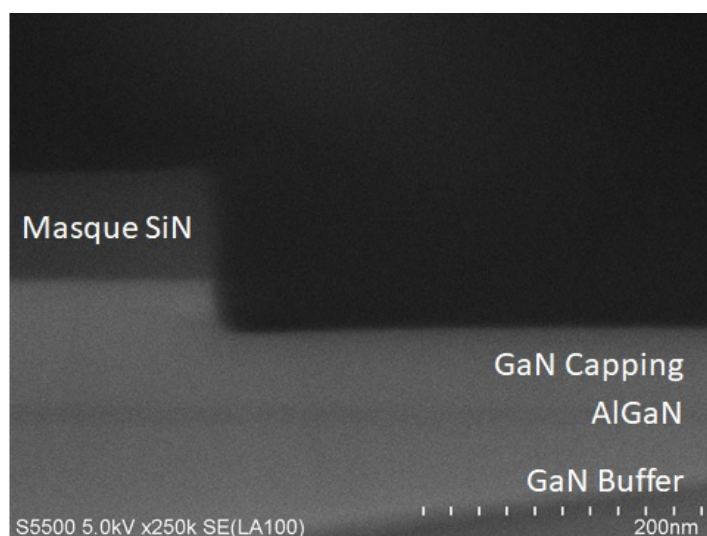 Masque SiN
GaN Capping
AlGaN
GaN Buffer
S5500 5.0kV x250k SE(LA100)
200nm